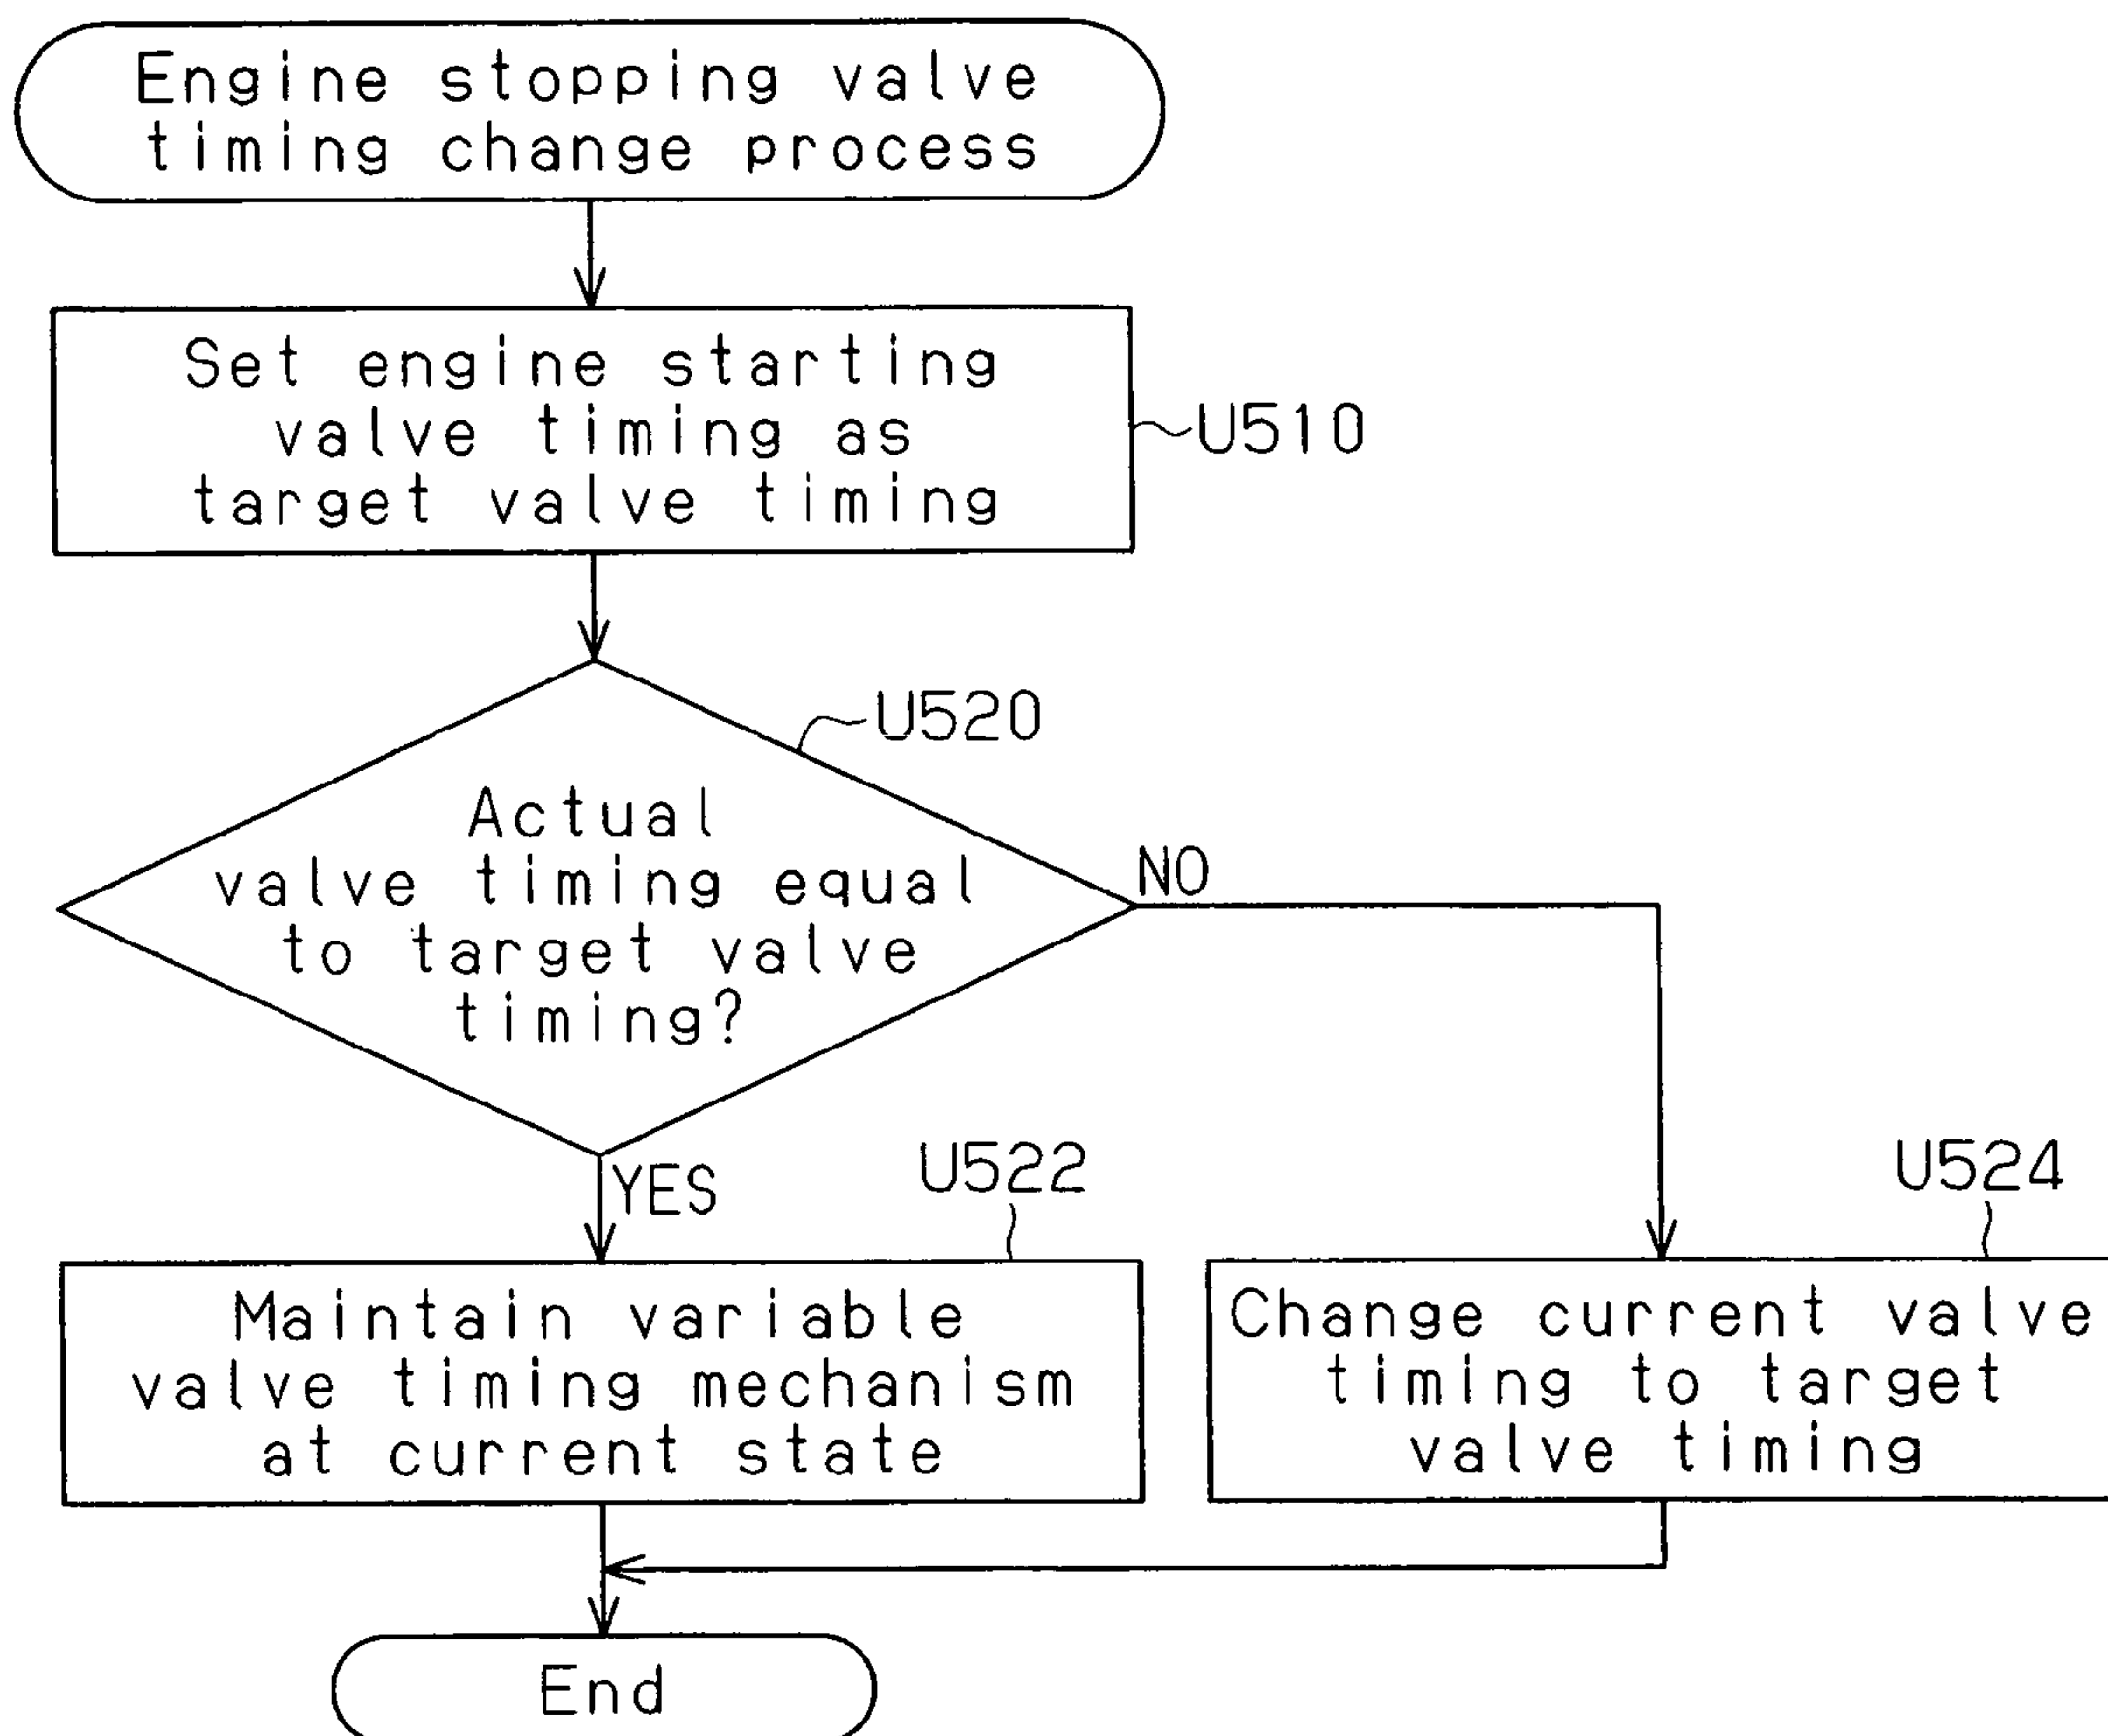 Engine stopping valve
timing change process
Set engine starting
valve timing as
target valve timing
U510
U520
Actual
valve timing equal
to target valve
timing?
NO
YES
U522
U524
Maintain variable
valve timing mechanism
at current state
Change current valve
timing to target
valve timing
End